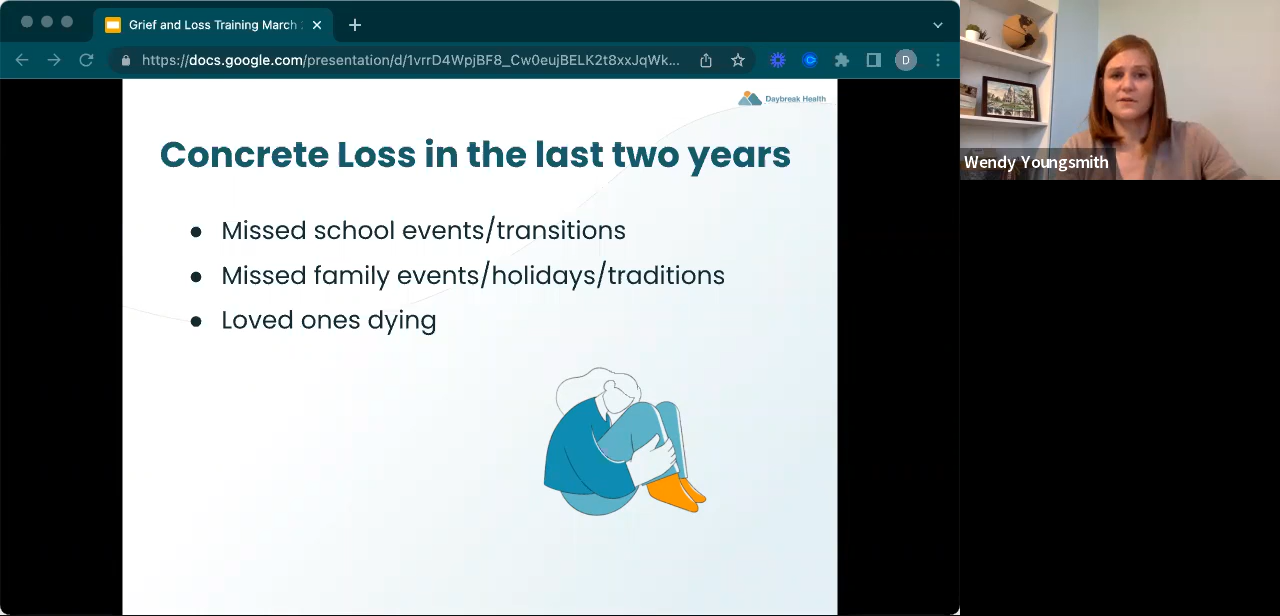 Grief and Loss Training March
https://docs.google.com/presentation/d/1vrrD4WpjBF8_Cw0eujBELK2t8xxJqWk...
D
Daybreak Health
Concrete Loss in the last two years
● Missed school events/transitions
● Missed family events/holidays/traditions
● Loved ones dying
Wendy Youngsmith